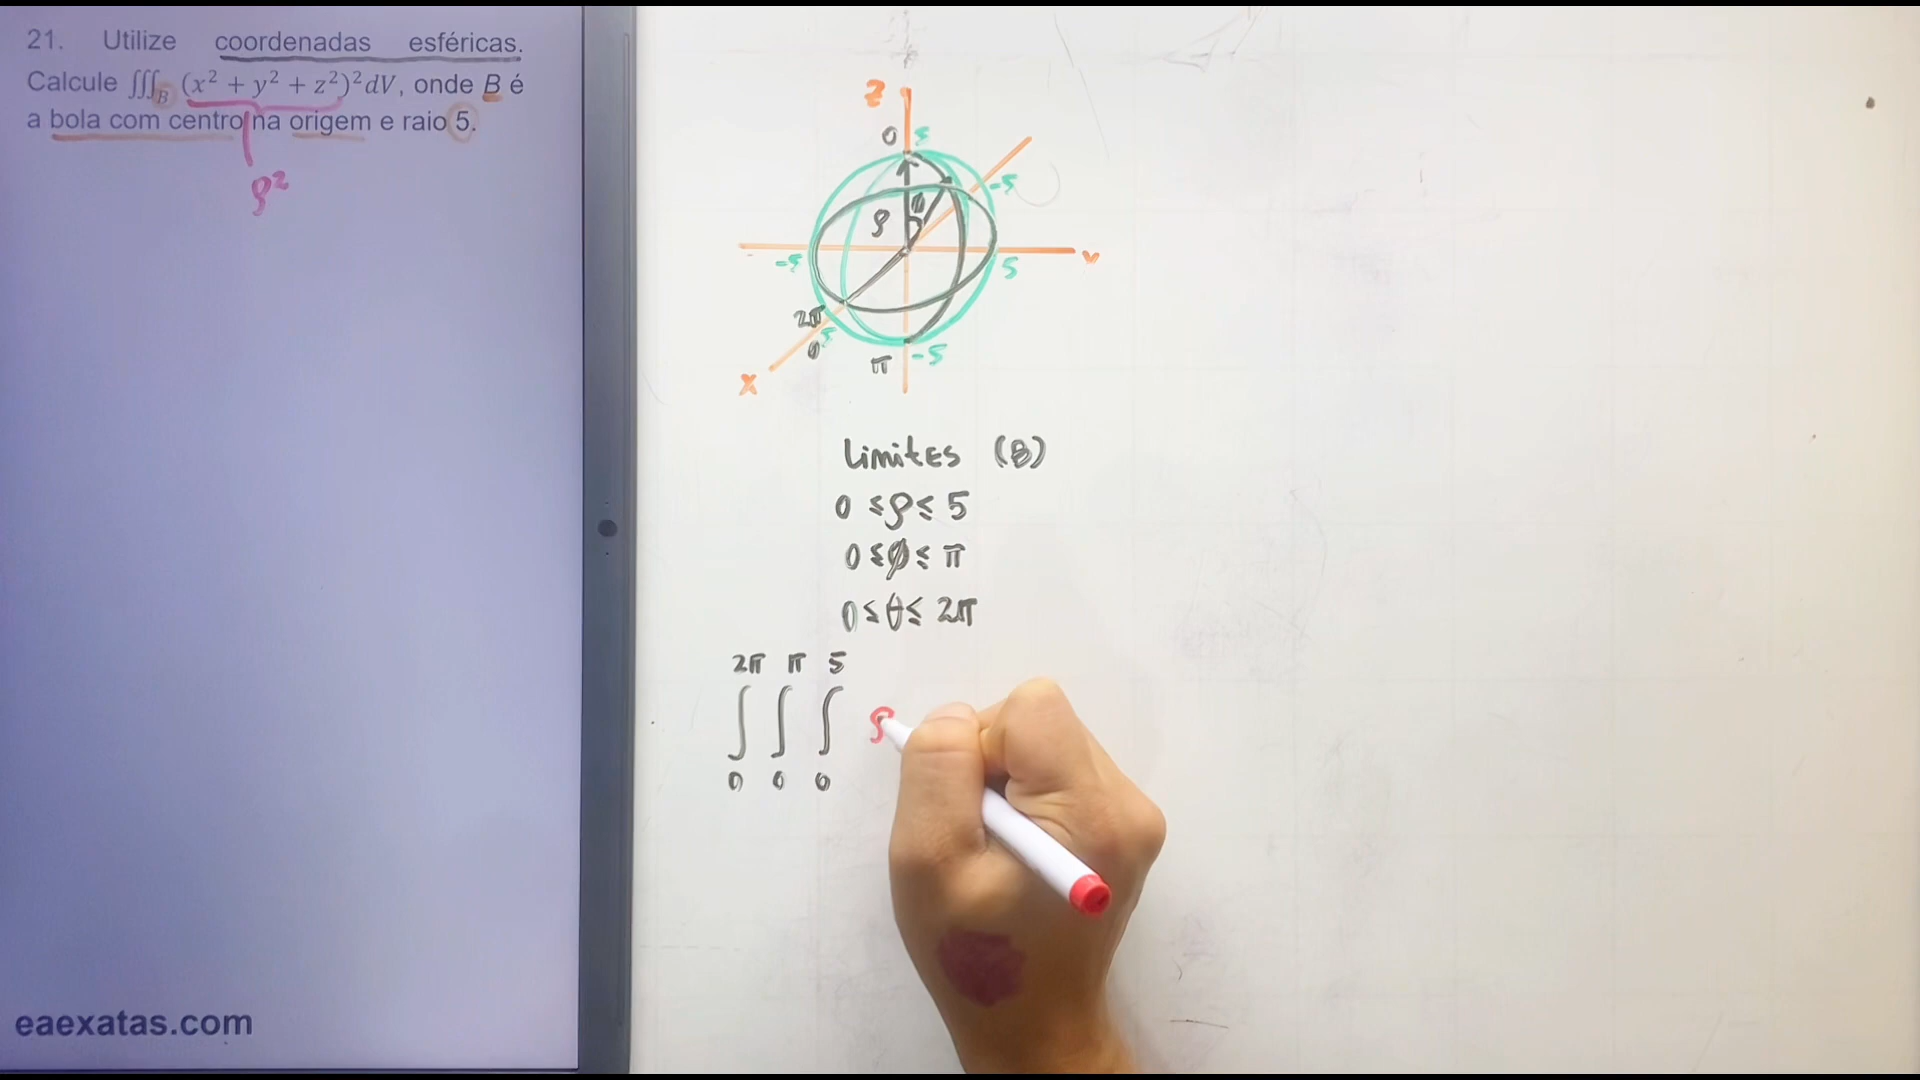 21. Utilize coordenadas esféricas.
Calcule ∭_B (x² + y² + z²)² dV, onde B é
a bola com centro na origem e raio 5.
ρ²
eaexatas.com
z
0 5
-5
ρ ϕ
-5 5 y
2π
5
0
π -5
x
Limites (B)
0 ≤ ρ ≤ 5
0 ≤ ϕ ≤ π
0 ≤ θ ≤ 2π
2π π 5
∫ ∫ ∫ ρ
0 0 0